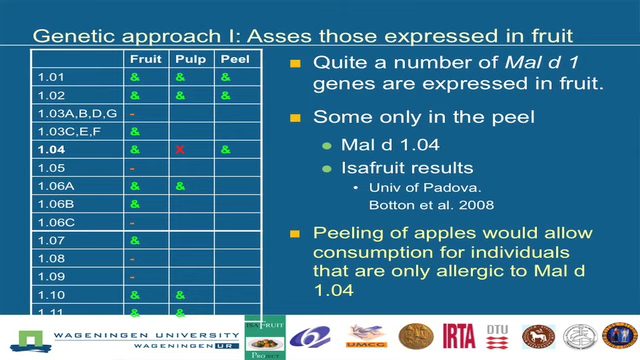 Genetic approach I: Asses those expressed in fruit
Fruit Pulp Peel
1.01 & & &
1.02 & & &
1.03A,B,D,G -
1.03C,E,F &
1.04 & X &
1.05 -
1.06A & &
1.06B &
1.06C -
1.07 &
1.08 -
1.09 -
1.10 & &
1.11 & &
Quite a number of Mal d 1
genes are expressed in fruit.
Some only in the peel
Mal d 1.04
Isafruit results
Univ of Padova.
Botton et al. 2008
Peeling of apples would allow
consumption for individuals
that are only allergic to Mal d
1.04
WAGENINGEN UNIVERSITY
WAGENINGEN UR
ISAFRUIT
PROJECT
UMCG
IRTA
DTU